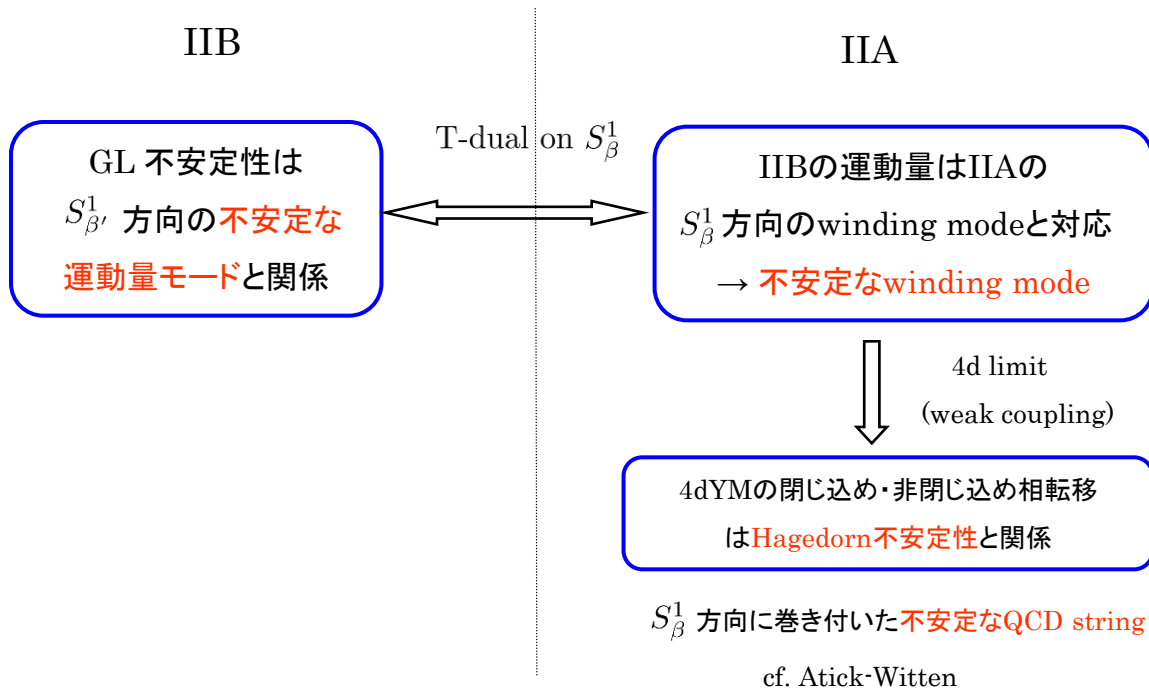 IIB
GL 不安定性は
$S^1_{\beta'}$ 方向の不安定な
運動量モードと関係
T-dual on $S^1_{\beta}$
IIA
IIBの運動量はIIAの
$S^1_{\beta}$ 方向のwinding modeと対応
→ 不安定なwinding mode
4d limit
(weak coupling)
4dYMの閉じ込め・非閉じ込め相転移
はHagedorn不安定性と関係
$S^1_{\beta}$ 方向に巻き付いた不安定なQCD string
cf. Atick-Witten